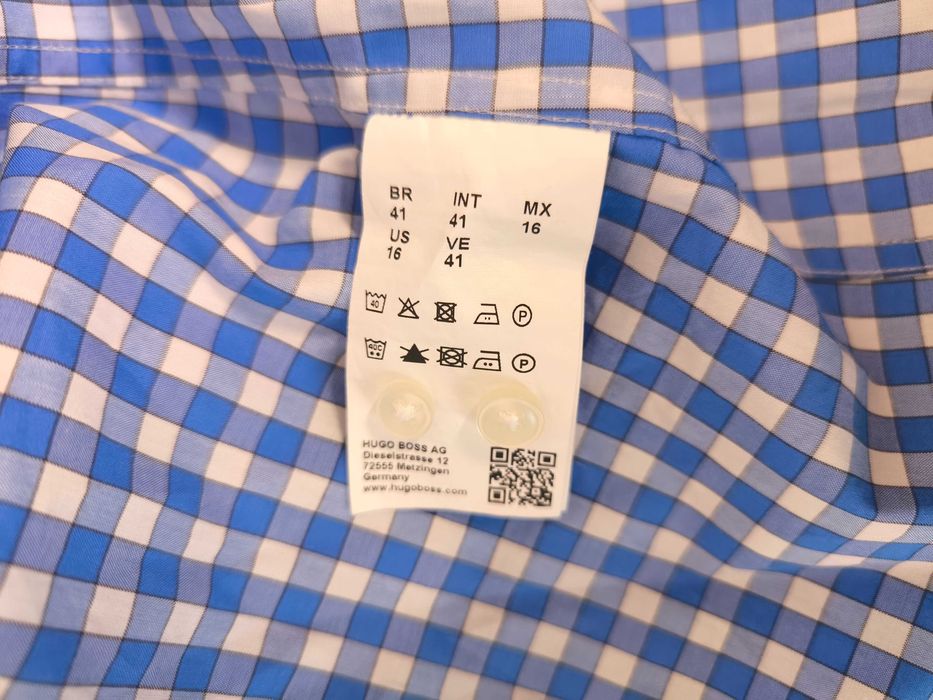 BR INT MX
41 41 16
US VE
16 41
40 P
40C P
HUGO BOSS AG
Dieselstrasse 12
72555 Metzingen
Germany
www.hugoboss.com